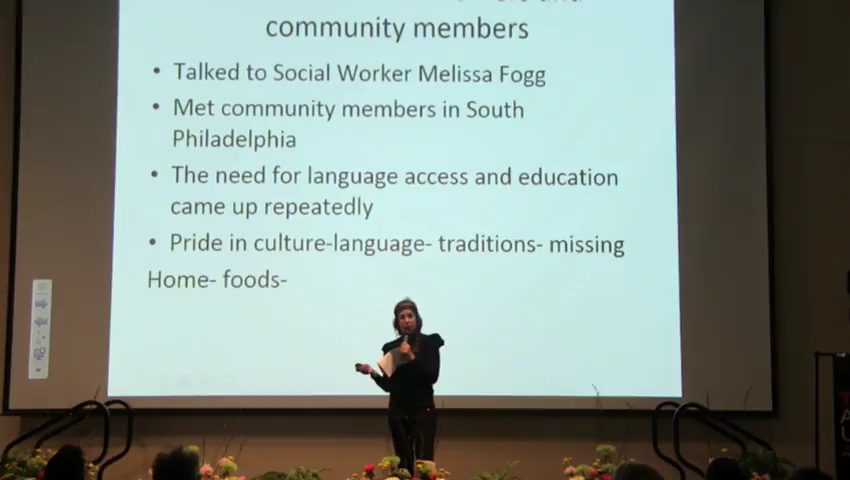 community members
• Talked to Social Worker Melissa Fogg
• Met community members in South
Philadelphia
• The need for language access and education
came up repeatedly
• Pride in culture-language- traditions- missing
Home- foods-